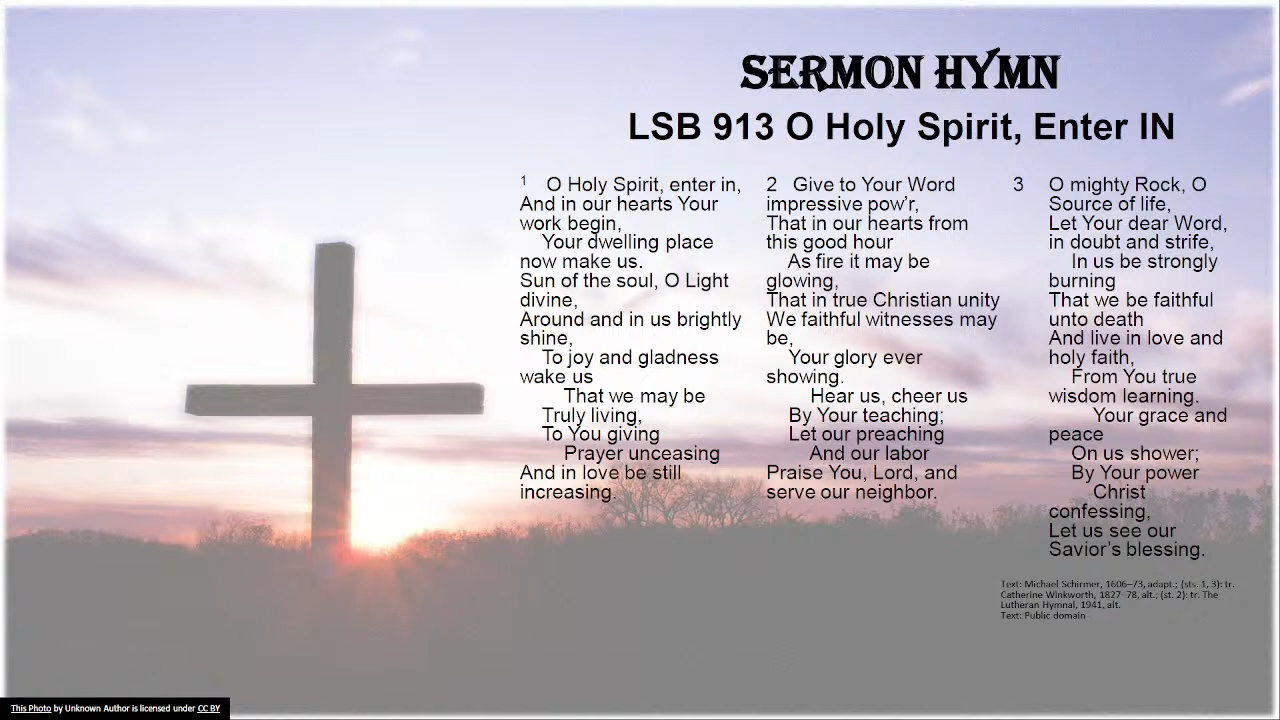 SERMON HYMN
LSB 913 O Holy Spirit, Enter IN
1 O Holy Spirit, enter in,
And in our hearts Your
work begin,
Your dwelling place
now make us.
Sun of the soul, O Light
divine,
Around and in us brightly
shine,
To joy and gladness
wake us
That we may be
Truly living,
To You giving
Prayer unceasing
And in love be still
increasing.
2 Give to Your Word
impressive pow’r,
That in our hearts from
this good hour
As fire it may be
glowing,
That in true Christian unity
We faithful witnesses may
be,
Your glory ever
showing.
Hear us, cheer us
By Your teaching;
Let our preaching
And our labor
Praise You, Lord, and
serve our neighbor.
3 O mighty Rock, O
Source of life,
Let Your dear Word,
in doubt and strife,
In us be strongly
burning
That we be faithful
unto death
And live in love and
holy faith,
From You true
wisdom learning.
Your grace and
peace
On us shower;
By Your power
Christ
confessing,
Let us see our
Savior’s blessing.
Text: Michael Schirmer, 1606–73, adapt.; (sts. 1, 3): tr.
Catherine Winkworth, 1827–78, alt.; (st. 2): tr. The
Lutheran Hymnal, 1941, alt.
Text: Public domain
This Photo by Unknown Author is licensed under CC BY